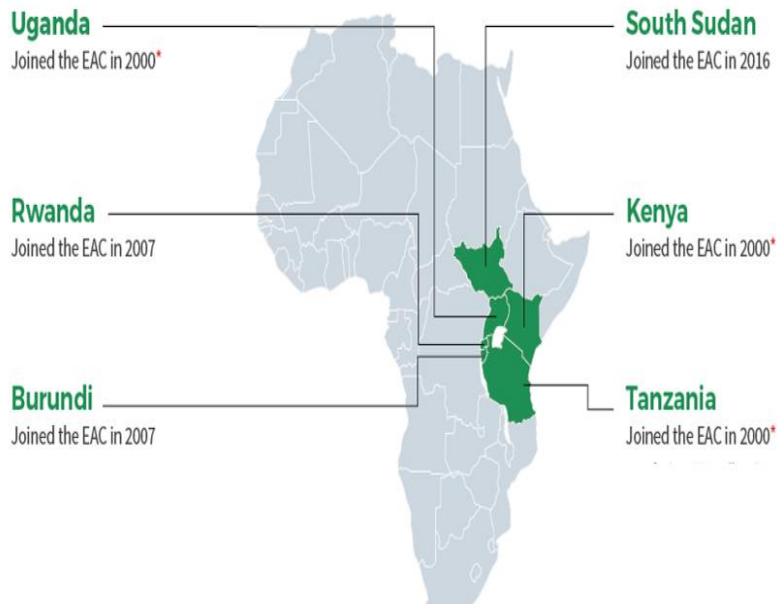 Uganda
Joined the EAC in 2000*
Rwanda
Joined the EAC in 2007
Burundi
Joined the EAC in 2007
South Sudan
Joined the EAC in 2016
Kenya
Joined the EAC in 2000*
Tanzania
Joined the EAC in 2000*